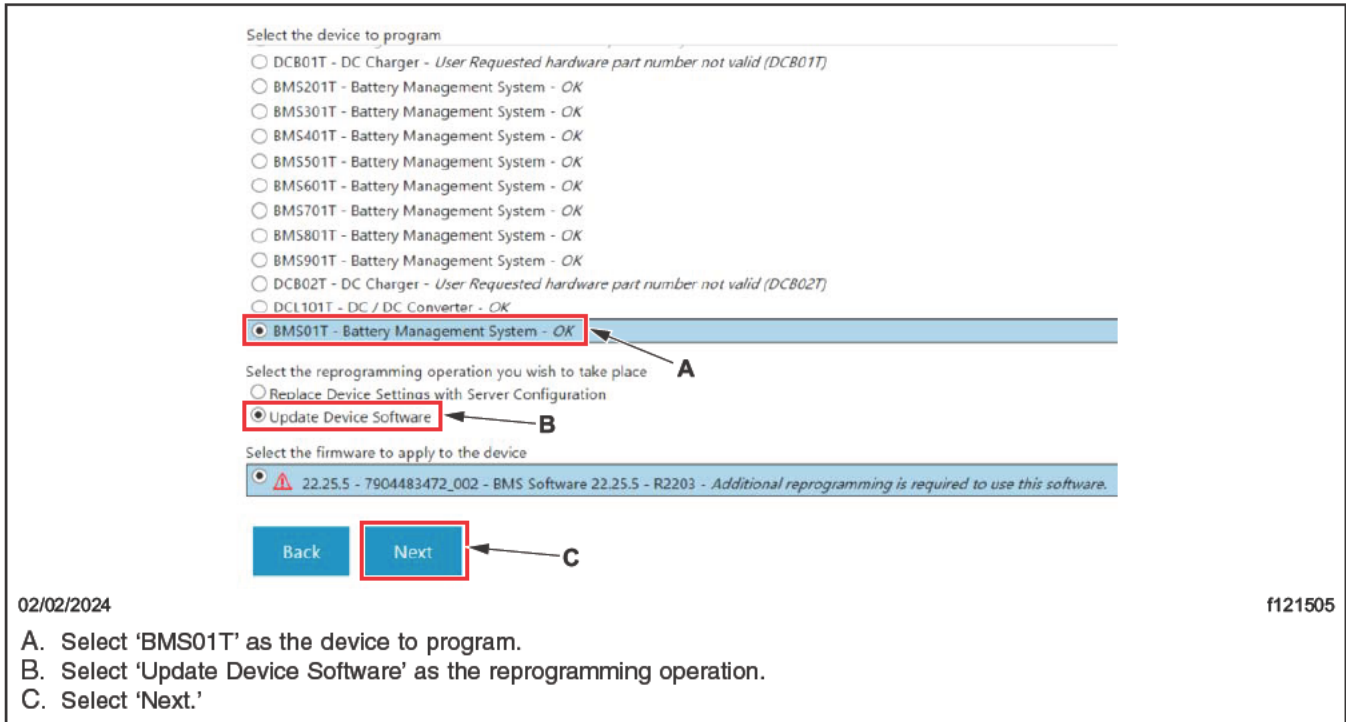 Select the device to program
DCB01T - DC Charger - User Requested hardware part number not valid (DCB01T)
BMS201T - Battery Management System - OK
BMS301T - Battery Management System - OK
BMS401T - Battery Management System - OK
BMS501T - Battery Management System - OK
BMS601T - Battery Management System - OK
BMS701T - Battery Management System - OK
BMS801T - Battery Management System - OK
BMS901T - Battery Management System - OK
DCB02T - DC Charger - User Requested hardware part number not valid (DCB02T)
DCL101T - DC / DC Converter - OK
BMS01T - Battery Management System - OK
A
Select the reprogramming operation you wish to take place
Replace Device Settings with Server Configuration
Update Device Software
B
Select the firmware to apply to the device
22.25.5 - 7904483472_002 - BMS Software 22.25.5 - R2203 - Additional reprogramming is required to use this software.
Back Next
C
02/02/2024 f121505
A. Select ‘BMS01T’ as the device to program.
B. Select ‘Update Device Software’ as the reprogramming operation.
C. Select ‘Next.’